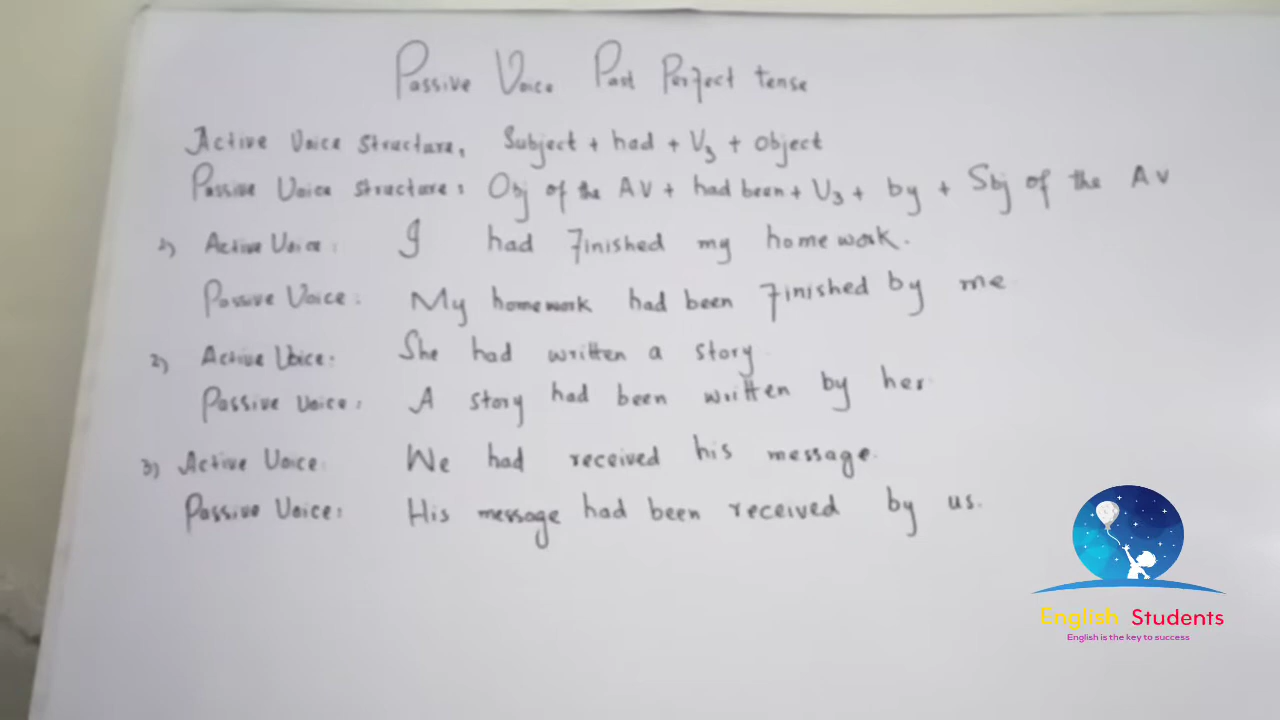 Passive Voice Past Perfect tense
Active Voice Structure, Subject + had + V3 + Object
Passive Voice structure: Obj of the AV + had been + V3 + by + Sbj of the AV
1) Active Voice: I had finished my homework.
Passive Voice: My homework had been finished by me
2) Active Voice: She had written a story
Passive Voice: A story had been written by her
3) Active Voice: We had received his message.
Passive Voice: His message had been received by us.
English Students
English is the key to success